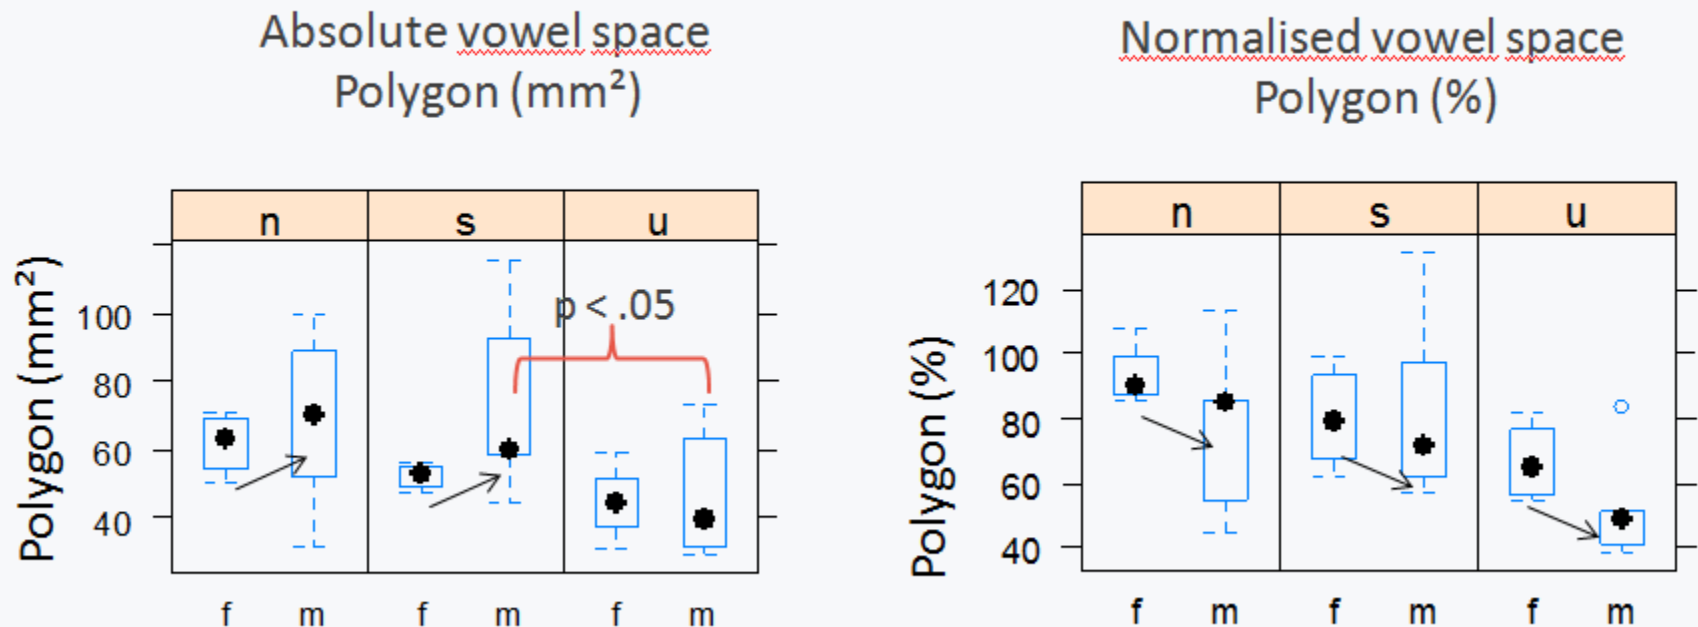 Absolute vowel space
Polygon (mm²)
n s u
Polygon (mm²)
100
80
60
40
p < .05
f m f m f m
Normalised vowel space
Polygon (%)
n s u
Polygon (%)
120
100
80
60
40
f m f m f m